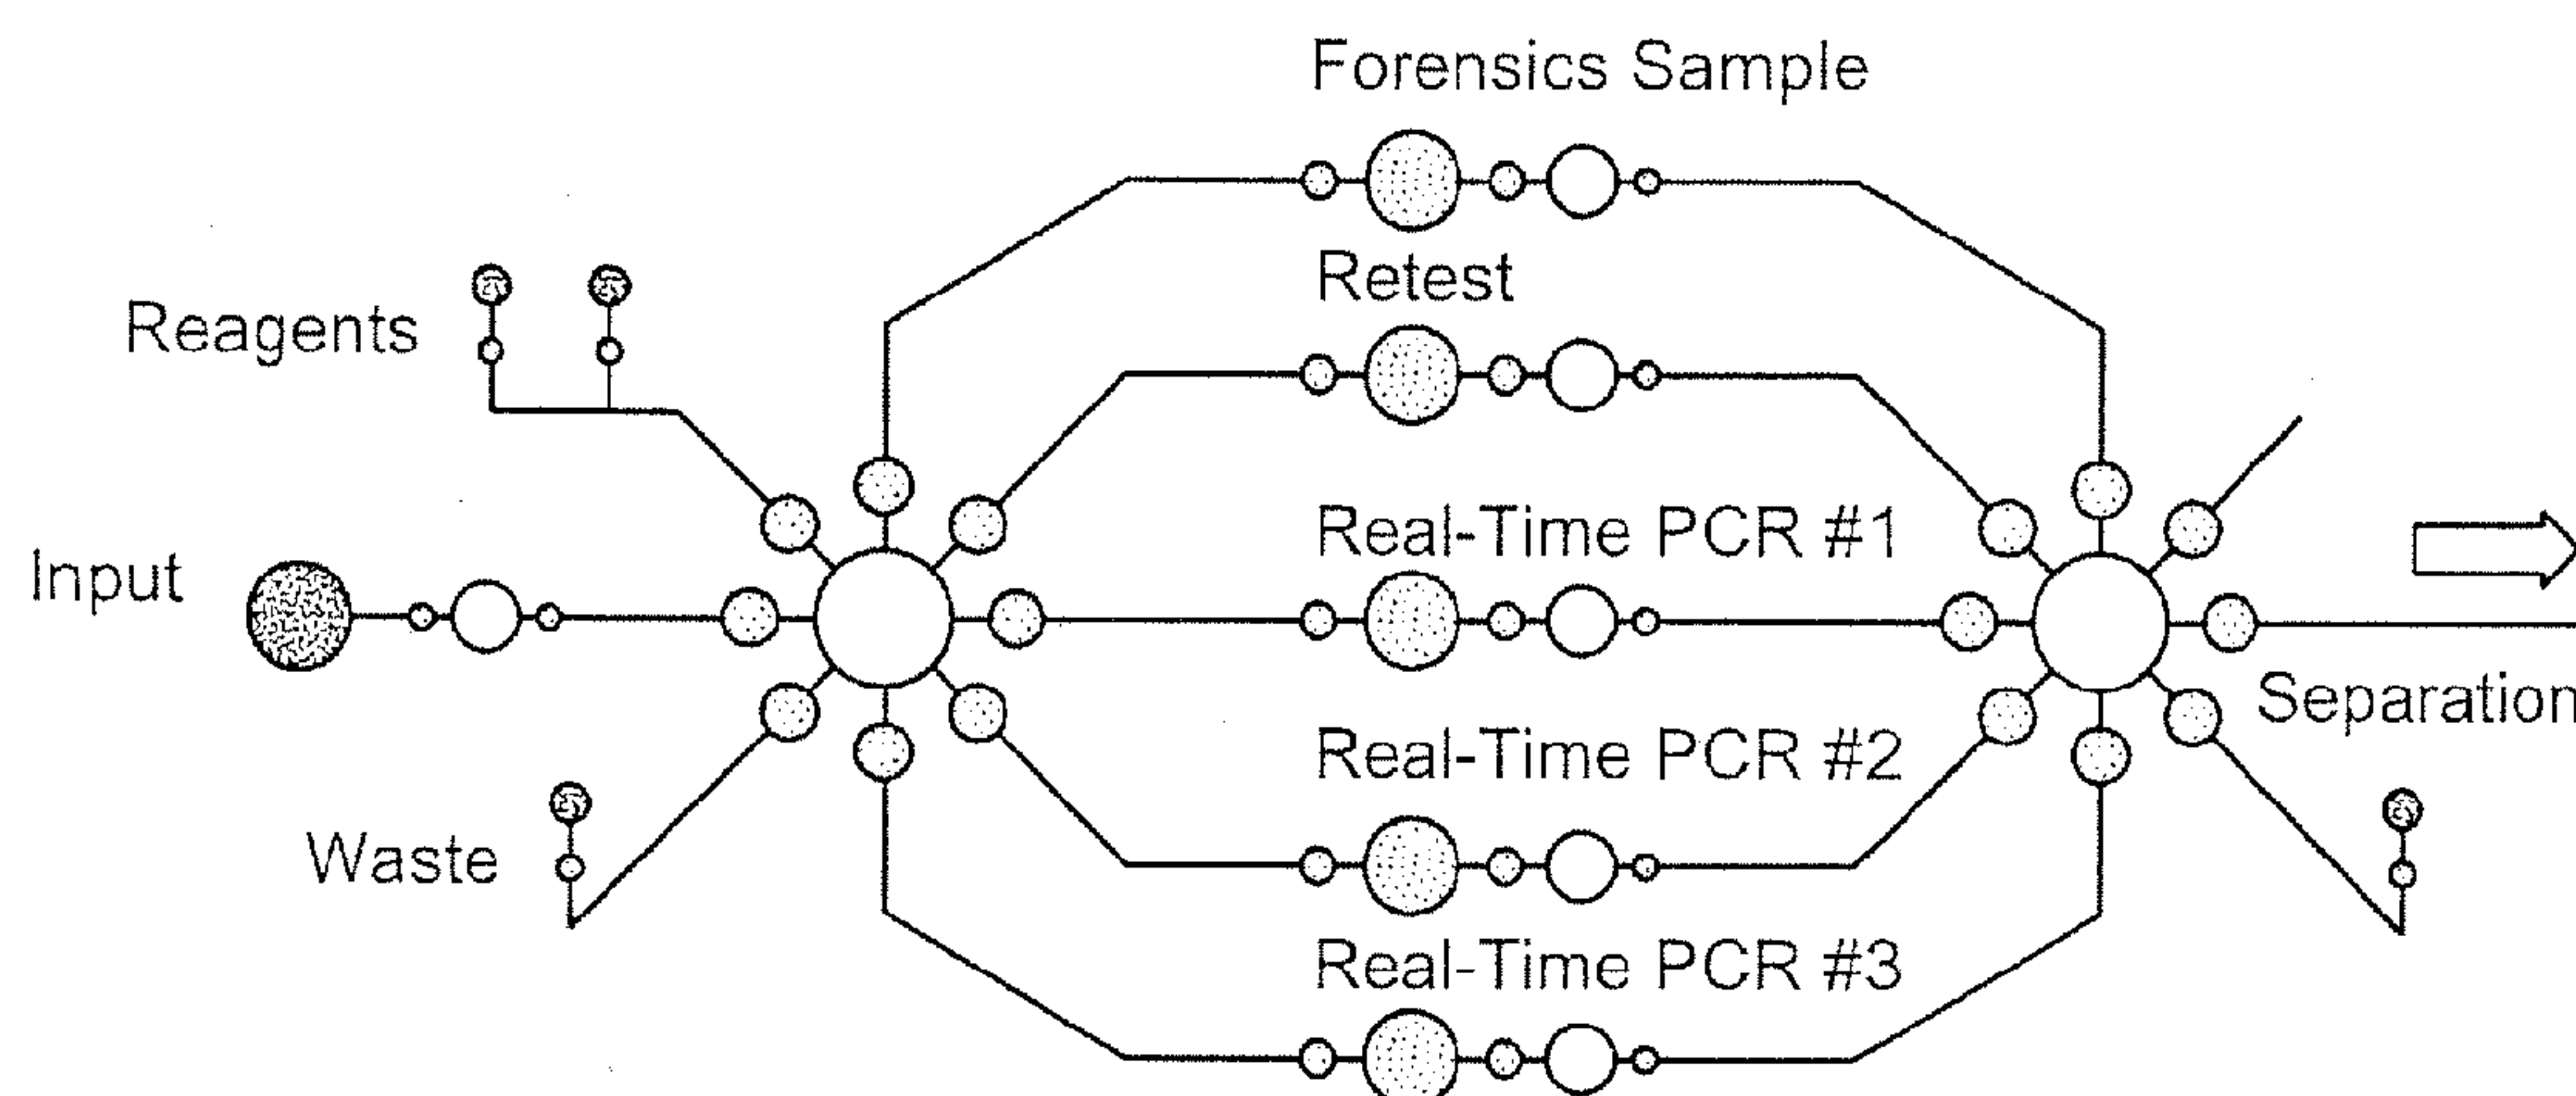 Forensics Sample
Retest
Reagents
Real-Time PCR #1
Input
Separation
Real-Time PCR #2
Waste
Real-Time PCR #3